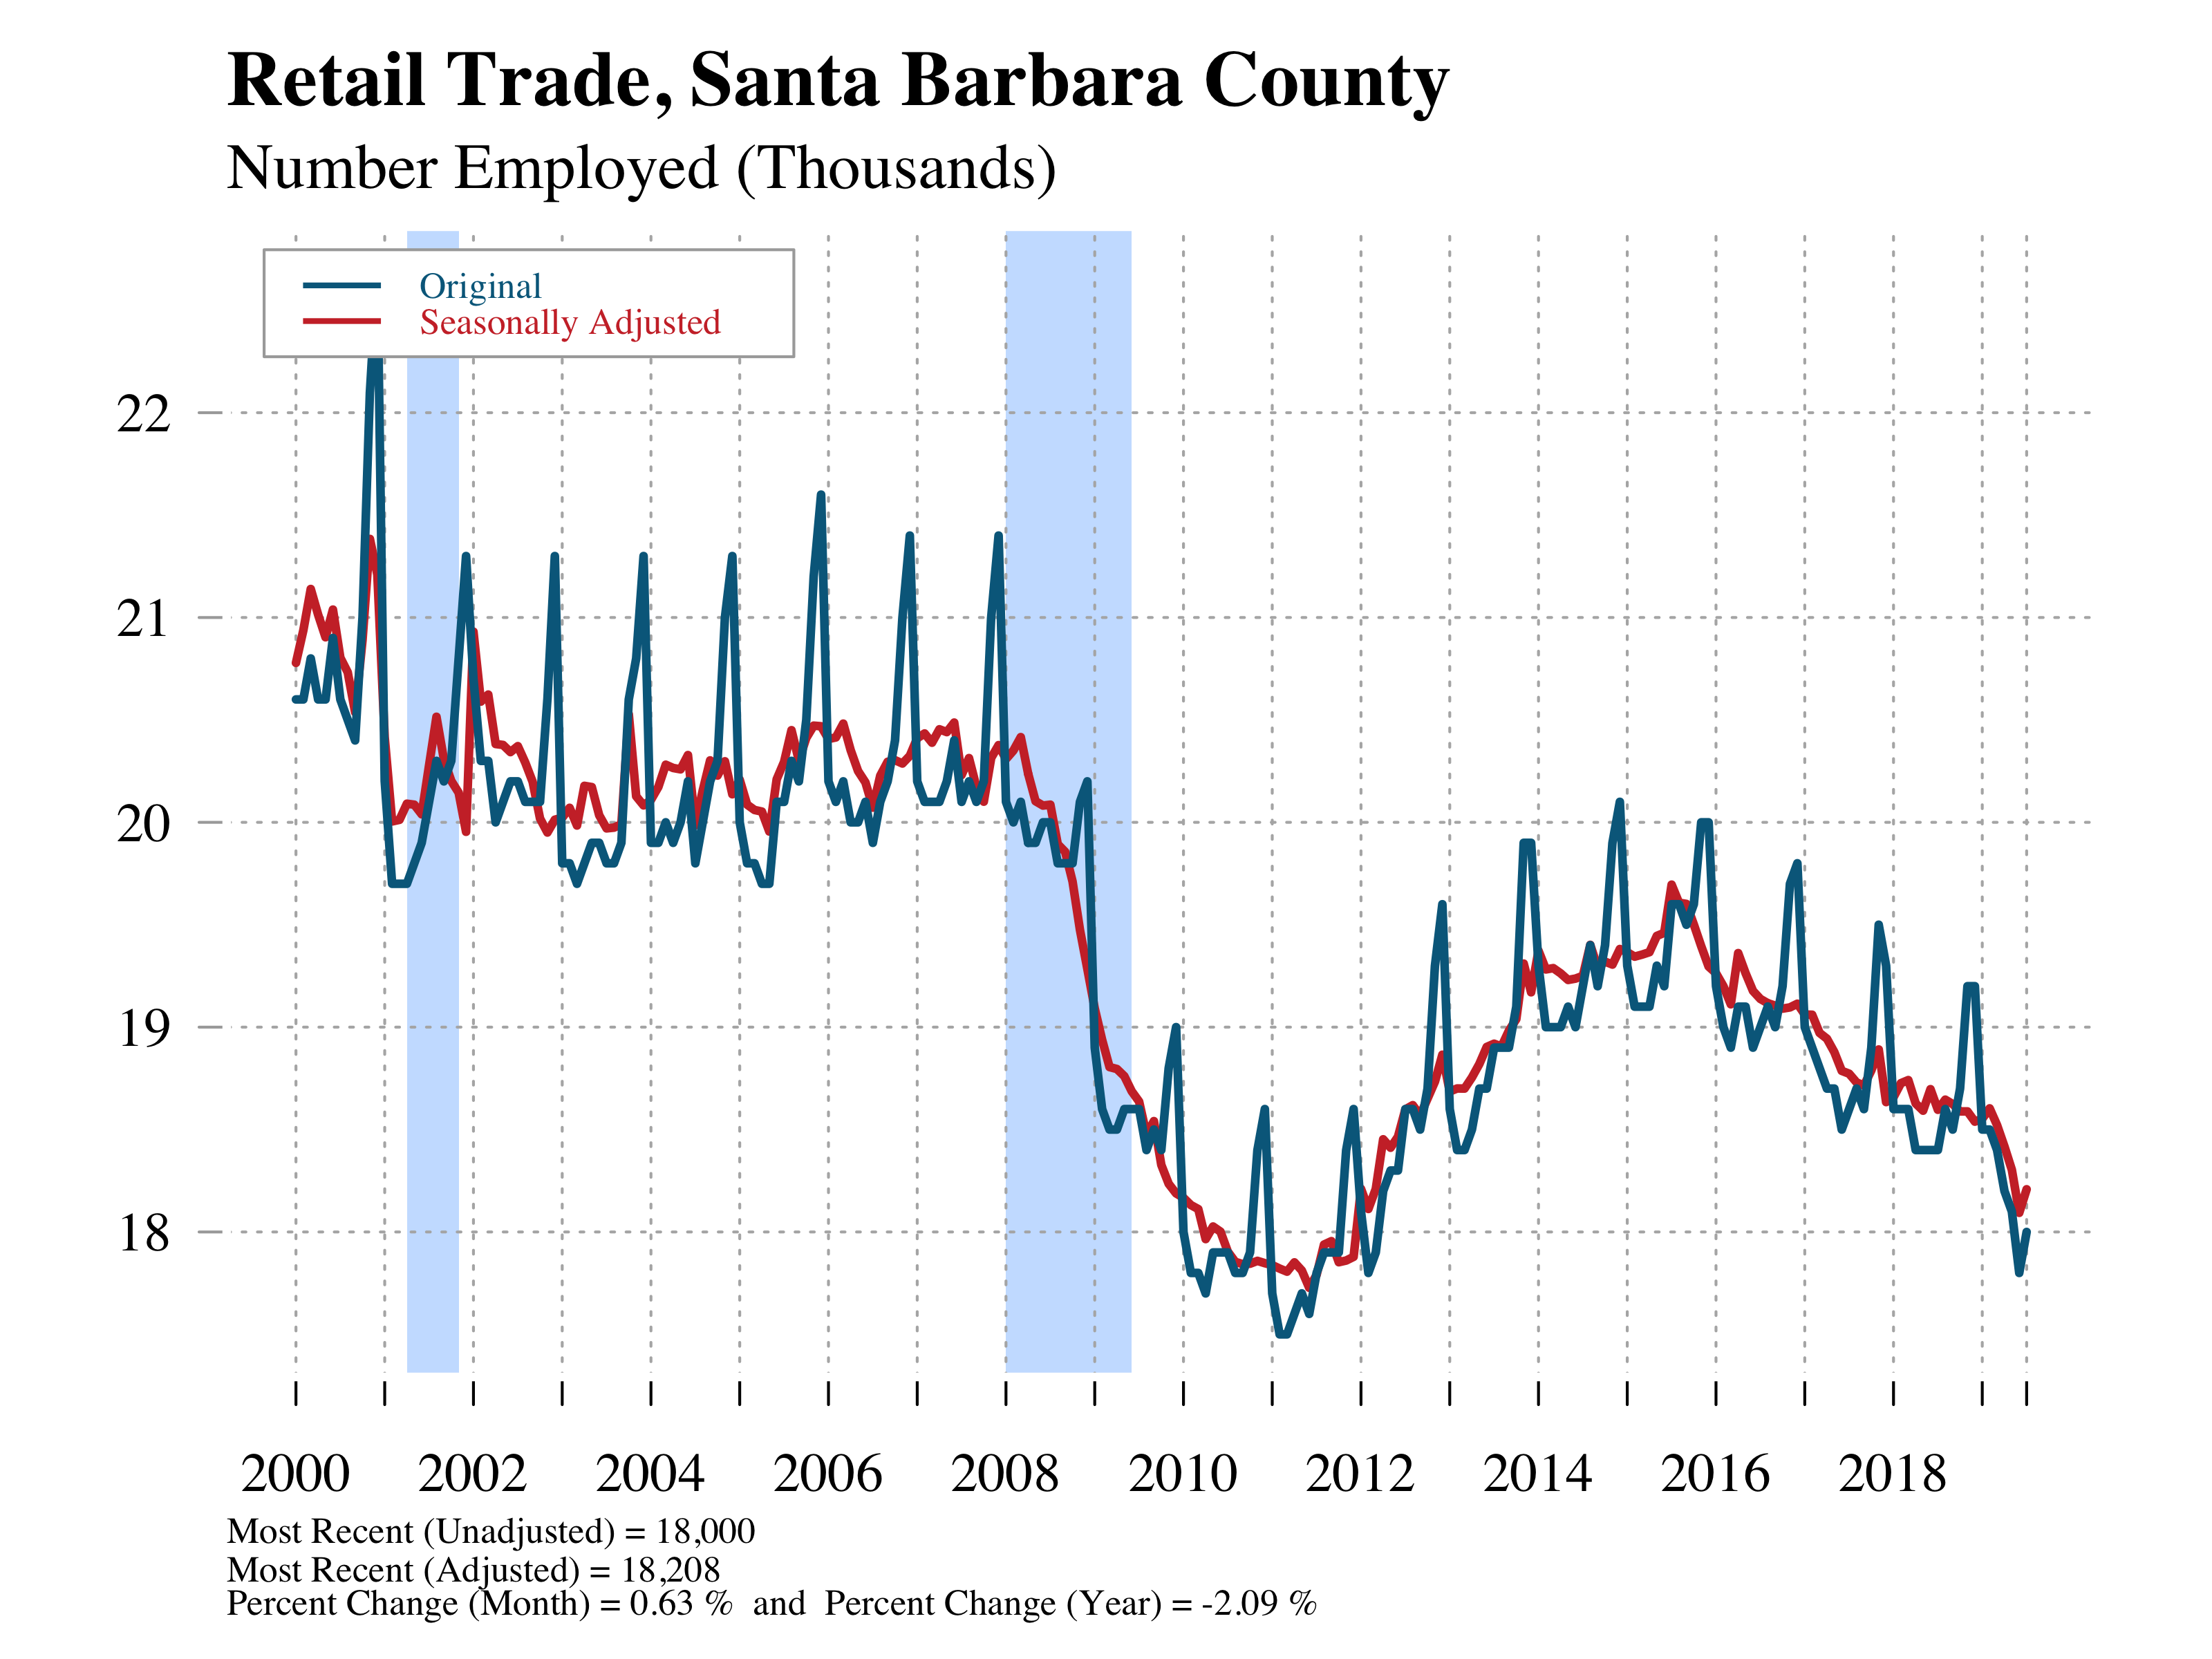 Retail Trade, Santa Barbara County
Number Employed (Thousands)
Original
Seasonally Adjusted
22
21
20
19
18
2000 2002 2004 2006 2008 2010 2012 2014 2016 2018
Most Recent (Unadjusted) = 18,000
Most Recent (Adjusted) = 18,208
Percent Change (Month) = 0.63 % and Percent Change (Year) = -2.09 %